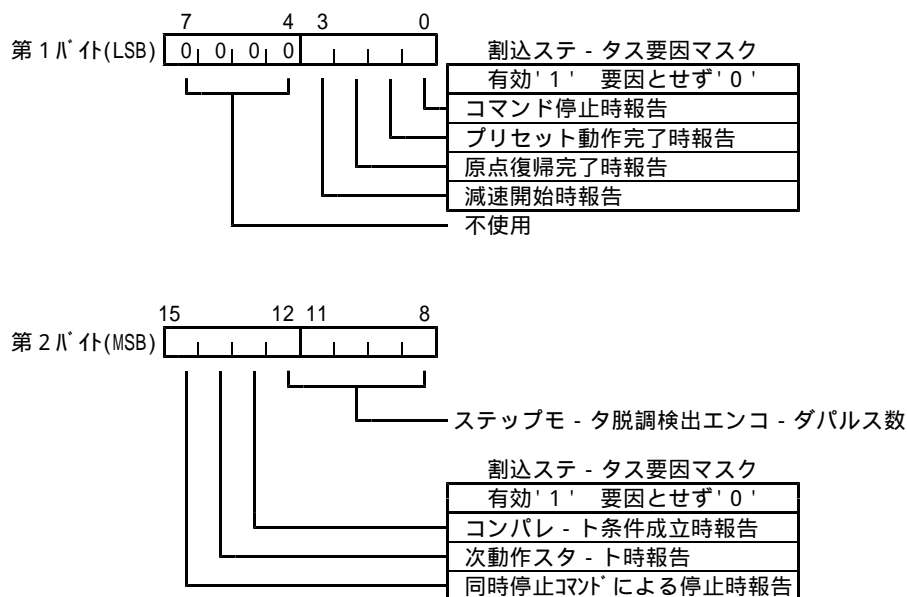 7 4 3 0
第1ﾊﾞｲﾄ(LSB) 0 0 0 0
割込ステ-タス要因マスク
有効'1' 要因とせず'0'
コマンド停止時報告
プリセット動作完了時報告
原点復帰完了時報告
減速開始時報告
不使用
15 12 11 8
第2ﾊﾞｲﾄ(MSB)
ステップモ-タ脱調検出エンコ-ダパルス数
割込ステ-タス要因マスク
有効'1' 要因とせず'0'
コンパレ-ト条件成立時報告
次動作スタ-ト時報告
同時停止ｺﾏﾝﾄﾞによる停止時報告